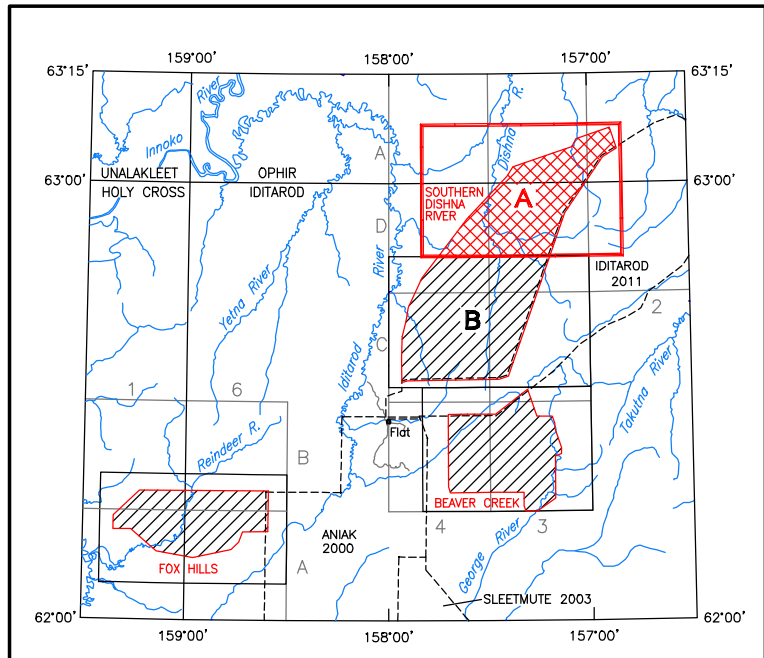 159°00'
158°00'
157°00'
63°15'
63°15'
River
Innoko
Dishna R.
A
UNALAKLEET
OPHIR
HOLY CROSS
IDITAROD
63°00'
63°00'
SOUTHERN
DISHNA
RIVER
A
D
River
Yetna River
IDITAROD
2011
B
2
C
Iditarod
Takutna River
1
6
Flat
Reindeer R.
B
BEAVER CREEK
4
3
ANIAK
2000
George River
FOX HILLS
A
SLEETMUTE 2003
62°00'
62°00'
159°00'
158°00'
157°00'